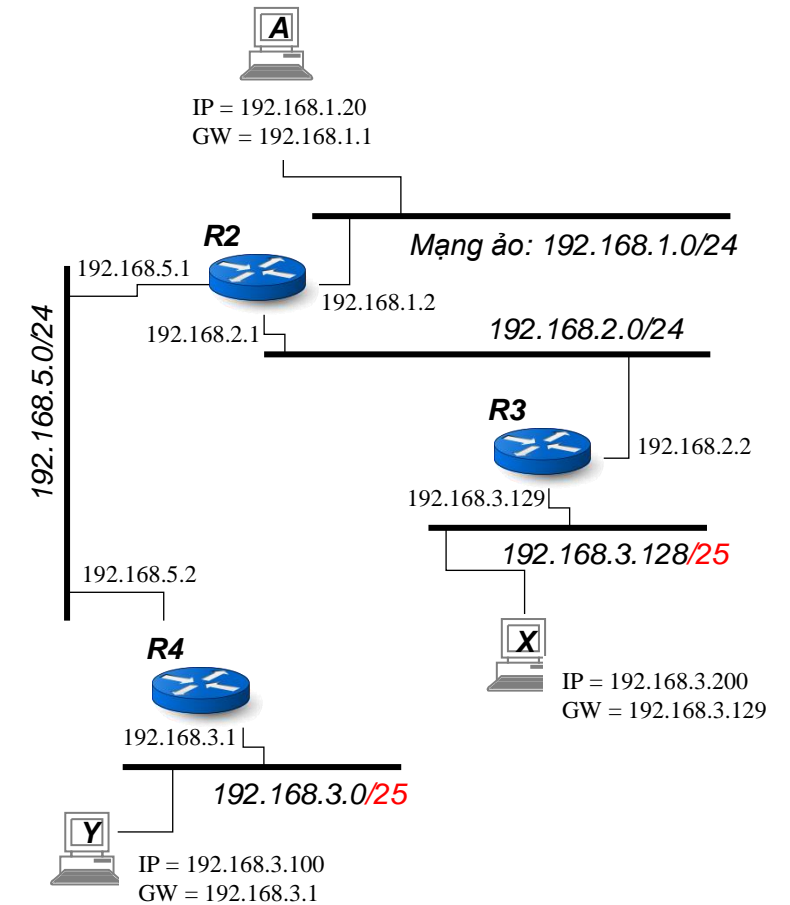 A
IP = 192.168.1.20
GW = 192.168.1.1
R2
Mạng ảo: 192.168.1.0/24
192.168.5.1
192.168.1.2
192.168.2.1
192.168.2.0/24
192.168.5.0/24
R3
192.168.2.2
192.168.3.129
192.168.3.128/25
192.168.5.2
X
R4
IP = 192.168.3.200
GW = 192.168.3.129
192.168.3.1
192.168.3.0/25
Y
IP = 192.168.3.100
GW = 192.168.3.1